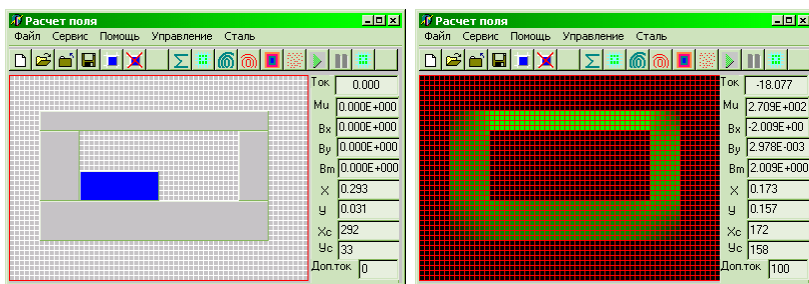 Расчет поля
Файл Сервис Помощь Управление Сталь
Ток 0.000
Mu 0.000E+000
Bx 0.000E+000
By 0.000E+000
Bm 0.000E+000
X 0.293
y 0.031
Xc 292
Yc 33
Доп.ток 0
Расчет поля
Файл Сервис Помощь Управление Сталь
Ток -18.077
Mu 2.709E+002
Bx -2.009E+00
By 2.978E-003
Bm 2.009E+000
X 0.173
y 0.157
Xc 172
Yc 158
Доп.ток 100